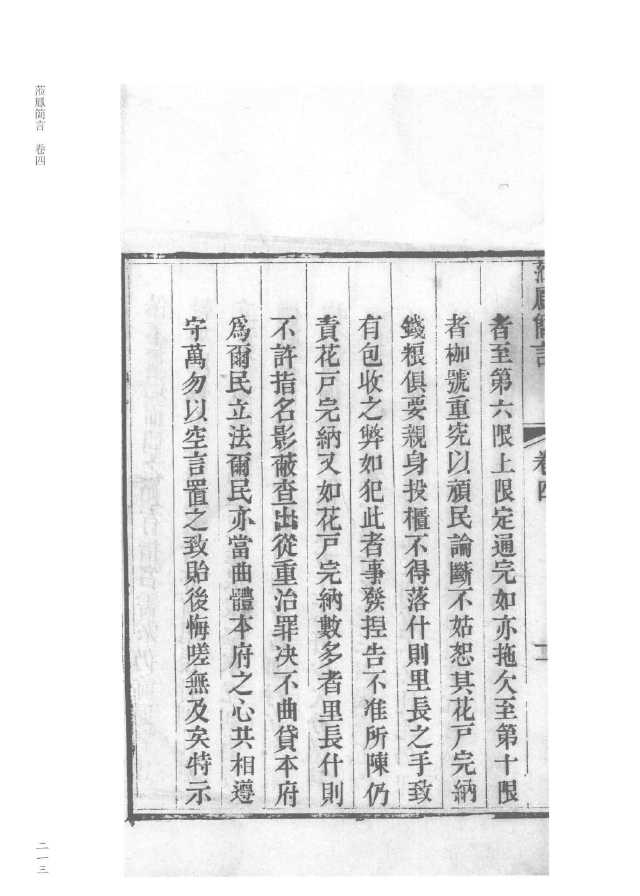 蒞鳳簡言 卷四
蒞鳳簡言 卷四
者至第六限上限定通完如亦拖欠至第十限
者枷號重究以頑民論斷不姑恕其花戶完納
錢粮俱要親身投櫃不得落什則里長之手致
有包收之弊如犯此者事發揑告不准所陳仍
責花戶完納又如花戶完納數多者里長什則
不許指名影蔽查出從重治罪决不曲貸本府
爲爾民立法爾民亦當曲體本府之心共相遵
守萬勿以空言置之致貽後悔嗟無及矣特示
二一三